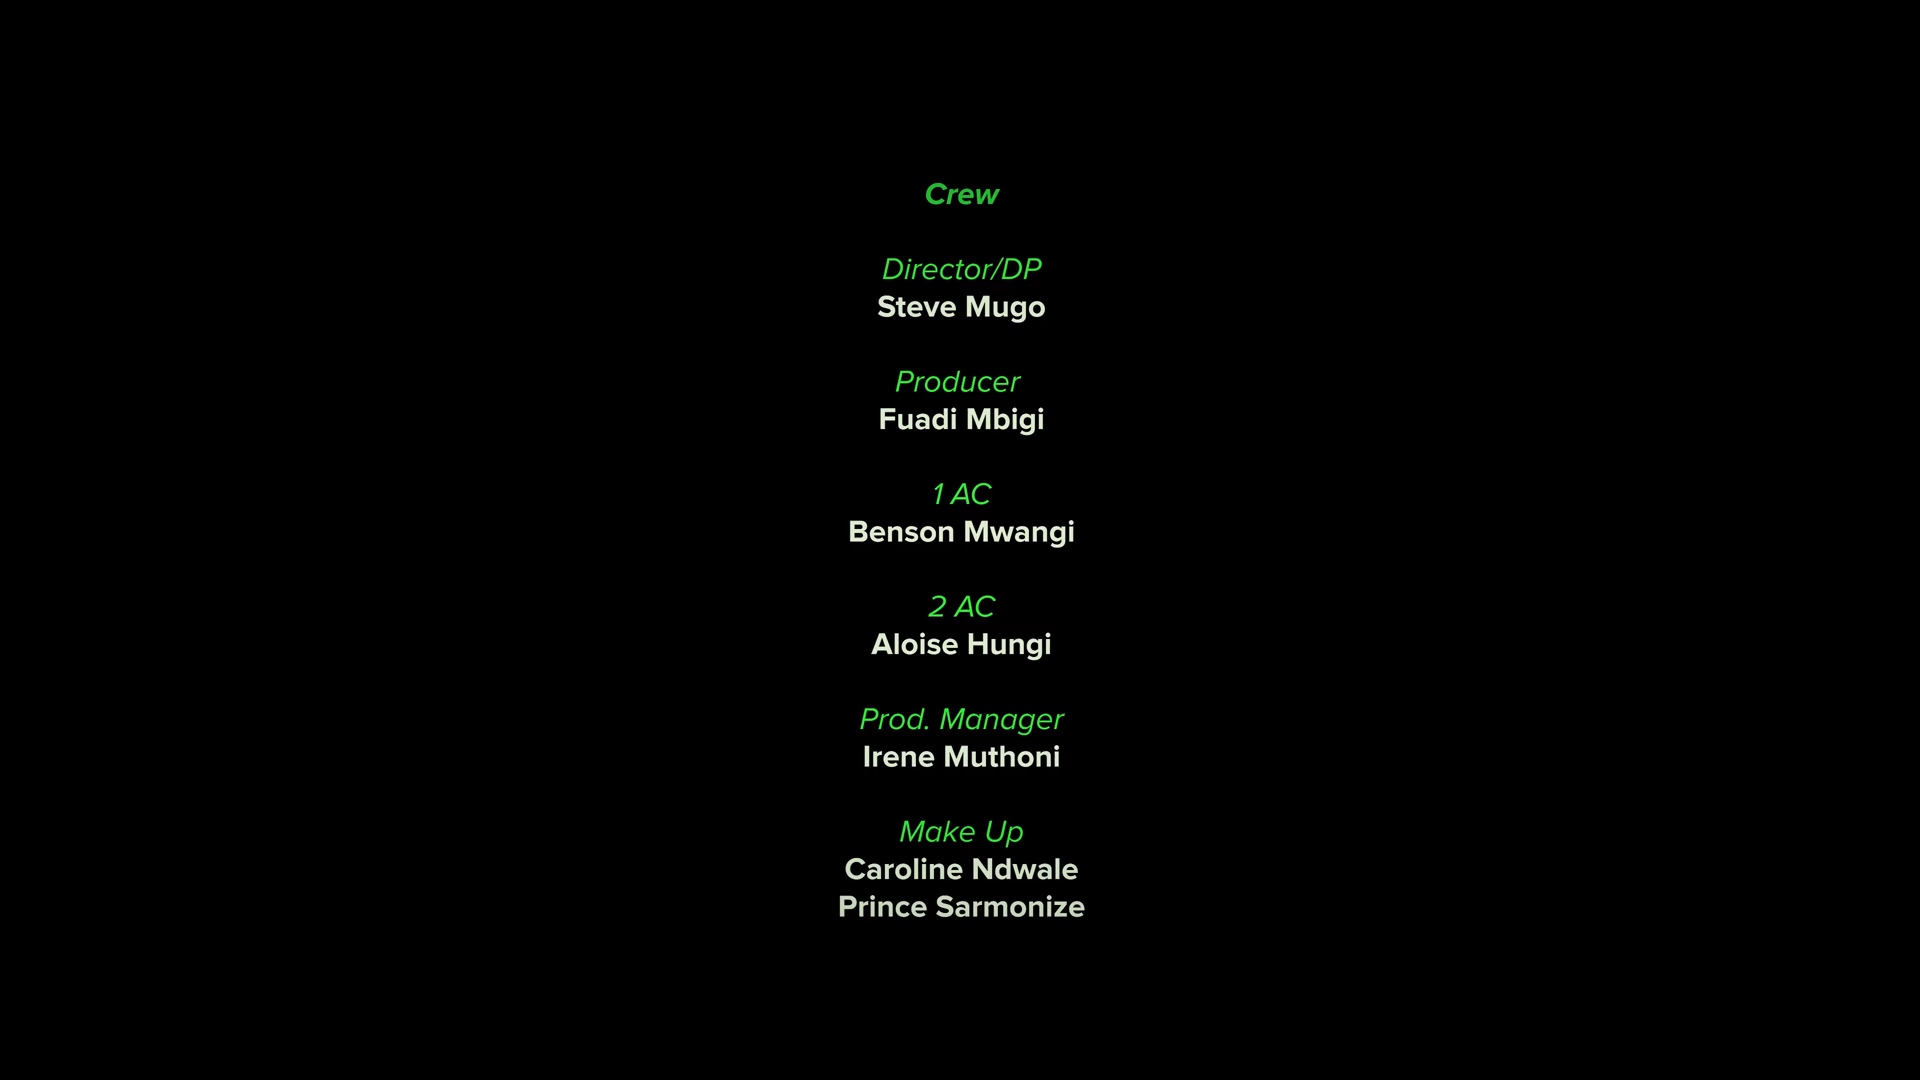 Crew
Director/DP
Steve Mugo
Producer
Fuadi Mbigi
1 AC
Benson Mwangi
2 AC
Aloise Hungi
Prod. Manager
Irene Muthoni
Make Up
Caroline Ndwale
Prince Sarmonize